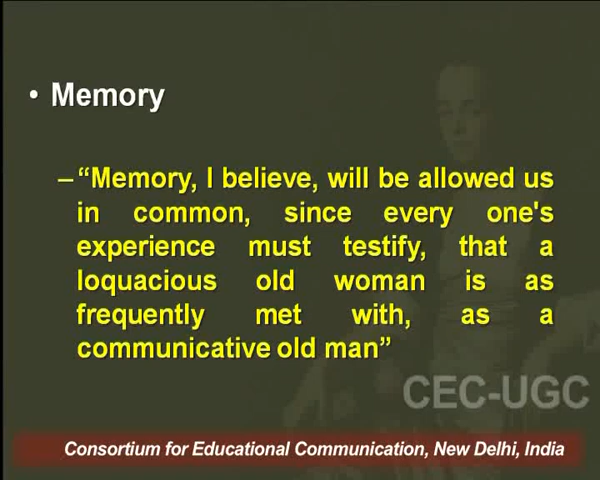 • Memory
–“Memory, I believe, will be allowed us
in common, since every one's
experience must testify, that a
loquacious old woman is as
frequently met with, as a
communicative old man”
CEC-UGC
Consortium for Educational Communication, New Delhi, India